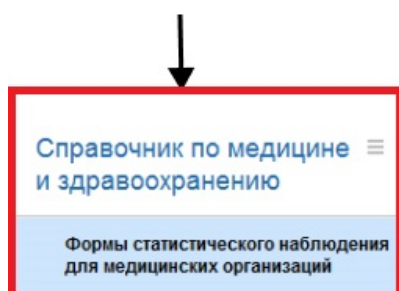 Справочник по медицине
и здравоохранению
Формы статистического наблюдения
для медицинских организаций